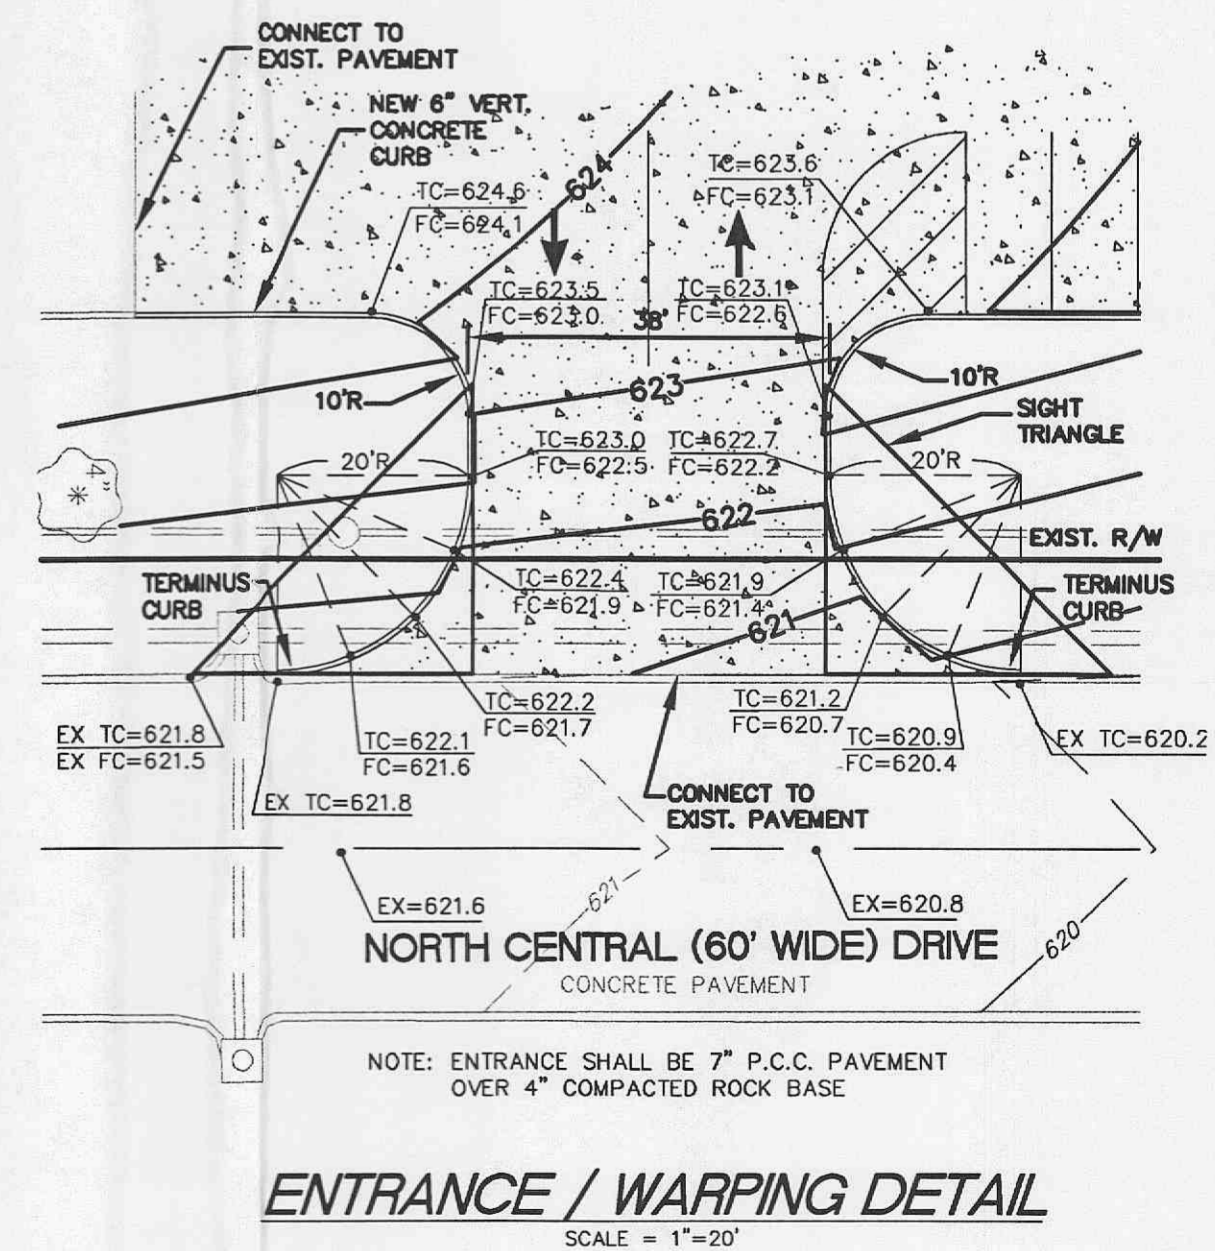 CONNECT TO
EXIST. PAVEMENT
NEW 6" VERT.
CONCRETE
CURB
TC=624.6
FC=624.1
624
TC=623.6
FC=623.1
TC=623.5
FC=623.0
TC=623.1
FC=622.6
38'
10'R
623
10'R
SIGHT
TRIANGLE
TC=623.0
FC=622.5
TC=622.7
FC=622.2
20'R
20'R
622
EXIST. R/W
TERMINUS
CURB
TC=622.4
FC=621.9
TC=621.9
FC=621.4
TERMINUS
CURB
621
EX TC=621.8
EX FC=621.5
TC=622.2
FC=621.7
TC=622.1
FC=621.6
TC=621.2
FC=620.7
TC=620.9
FC=620.4
EX TC=620.2
EX TC=621.8
CONNECT TO
EXIST. PAVEMENT
EX=621.6
621
EX=620.8
620
NORTH CENTRAL (60' WIDE) DRIVE
CONCRETE PAVEMENT
NOTE: ENTRANCE SHALL BE 7" P.C.C. PAVEMENT
OVER 4" COMPACTED ROCK BASE
ENTRANCE / WARPING DETAIL
SCALE = 1"=20'